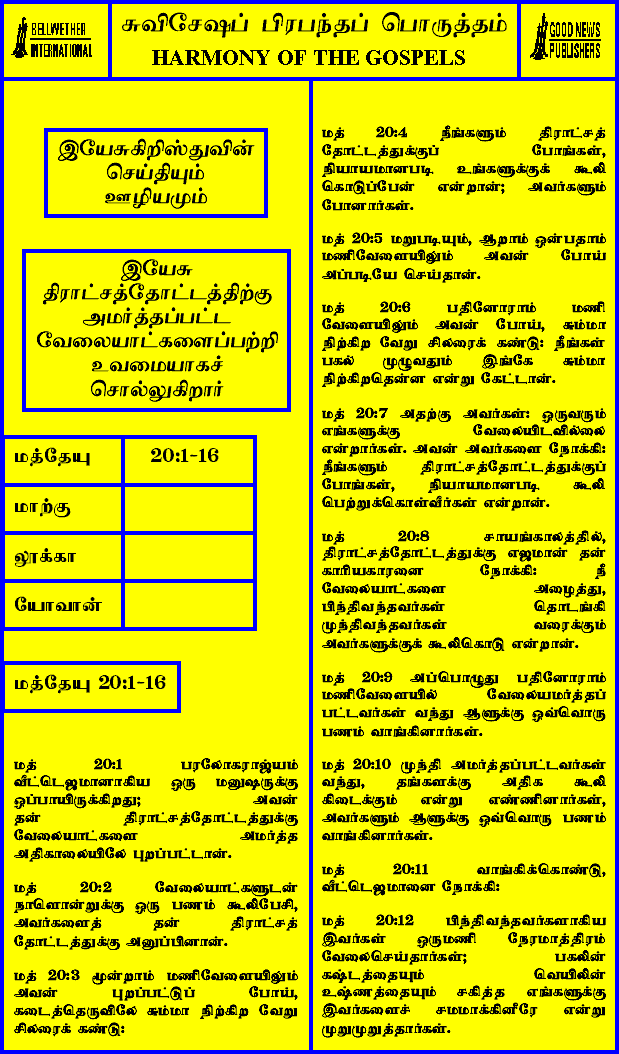 BELLWETHER
INTERNATIONAL
சுவிசேஷப் பிரபந்தப் பொருத்தம்
HARMONY OF THE GOSPELS
GOOD NEWS
PUBLISHERS
இயேசுகிறிஸ்துவின்
செய்தியும்
ஊழியமும்
இயேசு
திராட்சத்தோட்டத்திற்கு
அமர்த்தப்பட்ட
வேலையாட்களைப்பற்றி
உவமையாகச்
சொல்லுகிறார்
மத்தேயு 20:1-16
மாற்கு
லூக்கா
யோவான்
மத்தேயு 20:1-16
மத் 20:1 பரலோகராஜ்யம்
வீட்டெஜமானாகிய ஒரு மனுஷருக்கு
ஒப்பாயிருக்கிறது; அவன்
தன் திராட்சத்தோட்டத்துக்கு
வேலையாட்களை அமர்த்த
அதிகாலையிலே புறப்பட்டான்.
மத் 20:2 வேலையாட்களுடன்
நாளொன்றுக்கு ஒரு பணம் கூலிபேசி,
அவர்களைத் தன் திராட்சத்
தோட்டத்துக்கு அனுப்பினான்.
மத் 20:3 மூன்றாம் மணிவேளையிலும்
அவன் புறப்பட்டுப் போய்,
கடைத்தெருவிலே சும்மா நிற்கிற வேறு
சிலரைக் கண்டு:
மத் 20:4 நீங்களும் திராட்சத்
தோட்டத்துக்குப் போங்கள்,
நியாயமானபடி உங்களுக்குக் கூலி
கொடுப்பேன் என்றான்; அவர்களும்
போனார்கள்.
மத் 20:5 மறுபடியும், ஆறாம் ஒன்பதாம்
மணிவேளையிலும் அவன் போய்
அப்படியே செய்தான்.
மத் 20:6 பதினோராம் மணி
வேளையிலும் அவன் போய், சும்மா
நிற்கிற வேறு சிலரைக் கண்டு: நீங்கள்
பகல் முழுவதும் இங்கே சும்மா
நிற்கிறதென்ன என்று கேட்டான்.
மத் 20:7 அதற்கு அவர்கள்: ஒருவரும்
எங்களுக்கு வேலையிடவில்லை
என்றார்கள். அவன் அவர்களை நோக்கி:
நீங்களும் திராட்சத்தோட்டத்துக்குப்
போங்கள், நியாயமானபடி கூலி
பெற்றுக்கொள்வீர்கள் என்றான்.
மத் 20:8 சாயங்காலத்தில்,
திராட்சத்தோட்டத்துக்கு எஜமான் தன்
காரியகாரனை நோக்கி: நீ
வேலையாட்களை அழைத்து,
பிந்திவந்தவர்கள் தொடங்கி
முந்திவந்தவர்கள் வரைக்கும்
அவர்களுக்குக் கூலிகொடு என்றான்.
மத் 20:9 அப்பொழுது பதினோராம்
மணிவேளையில் வேலையமர்த்தப்
பட்டவர்கள் வந்து ஆளுக்கு ஒவ்வொரு
பணம் வாங்கினார்கள்.
மத் 20:10 முந்தி அமர்த்தப்பட்டவர்கள்
வந்து, தங்களக்கு அதிக கூலி
கிடைக்கும் என்று எண்ணினார்கள்,
அவர்களும் ஆளுக்கு ஒவ்வொரு பணம்
வாங்கினார்கள்.
மத் 20:11 வாங்கிக்கொண்டு,
வீட்டெஜமானை நோக்கி:
மத் 20:12 பிந்திவந்தவர்களாகிய
இவர்கள் ஒருமணி நேரமாத்திரம்
வேலைசெய்தார்கள்; பகலின்
கஷ்டத்தையும் வெயிலின்
உஷ்ணத்தையும் சகித்த எங்களுக்கு
இவர்களைச் சமமாக்கினீரே என்று
முறுமுறுத்தார்கள்.